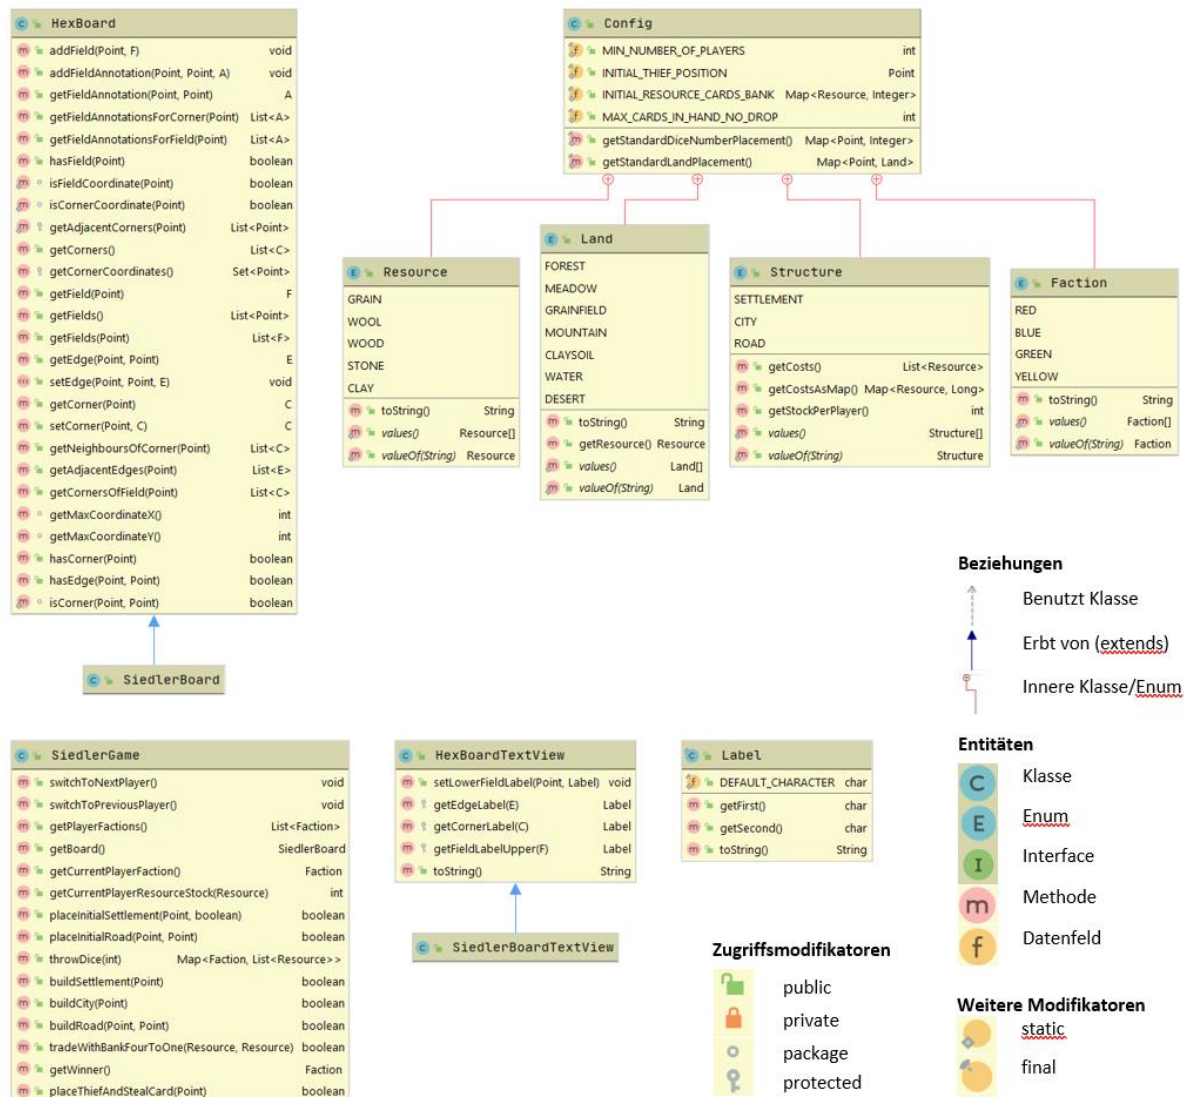 HexBoard
addField(Point, F) void
addFieldAnnotation(Point, Point, A) void
getFieldAnnotation(Point, Point) A
getFieldAnnotationsForCorner(Point) List<A>
getFieldAnnotationsForField(Point) List<A>
hasField(Point) boolean
isFieldCoordinate(Point) boolean
isCornerCoordinate(Point) boolean
getAdjacentCorners(Point) List<Point>
getCorners() List<C>
getCornerCoordinates() Set<Point>
getField(Point) F
getFields() List<Point>
getFields(Point) List<F>
getEdge(Point, Point) E
setEdge(Point, Point, E) void
getCorner(Point) C
setCorner(Point, C) C
getNeighboursOfCorner(Point) List<C>
getAdjacentEdges(Point) List<E>
getCornersOfField(Point) List<C>
getMaxCoordinateX() int
getMaxCoordinateY() int
hasCorner(Point) boolean
hasEdge(Point, Point) boolean
isCorner(Point, Point) boolean
SiedlerBoard
Config
MIN_NUMBER_OF_PLAYERS int
INITIAL_THIEF_POSITION Point
INITIAL_RESOURCE_CARDS_BANK Map<Resource, Integer>
MAX_CARDS_IN_HAND_NO_DROP int
getStandardDiceNumberPlacement() Map<Point, Integer>
getStandardLandPlacement() Map<Point, Land>
Resource
GRAIN
WOOL
WOOD
STONE
CLAY
toString() String
values() Resource[]
valueOf(String) Resource
Land
FOREST
MEADOW
GRAINFIELD
MOUNTAIN
CLAYSOIL
WATER
DESERT
toString() String
getResource() Resource
values() Land[]
valueOf(String) Land
Structure
SETTLEMENT
CITY
ROAD
getCosts() List<Resource>
getCostsAsMap() Map<Resource, Long>
getStockPerPlayer() int
values() Structure[]
valueOf(String) Structure
Faction
RED
BLUE
GREEN
YELLOW
toString() String
values() Faction[]
valueOf(String) Faction
Beziehungen
Benutzt Klasse
Erbt von (extends)
Innere Klasse/Enum
SiedlerGame
switchToNextPlayer() void
switchToPreviousPlayer() void
getPlayerFactions() List<Faction>
getBoard() SiedlerBoard
getCurrentPlayerFaction() Faction
getCurrentPlayerResourceStock(Resource) int
placeInitialSettlement(Point, boolean) boolean
placeInitialRoad(Point, Point) boolean
throwDice(int) Map<Faction, List<Resource>>
buildSettlement(Point) boolean
buildCity(Point) boolean
buildRoad(Point, Point) boolean
tradeWithBankFourToOne(Resource, Resource) boolean
getWinner() Faction
placeThiefAndStealCard(Point) boolean
HexBoardTextView
setLowerFieldLabel(Point, Label) void
getEdgeLabel(E) Label
getCornerLabel(C) Label
getFieldLabelUpper(F) Label
toString() String
SiedlerBoardTextView
Label
DEFAULT_CHARACTER char
getFirst() char
getSecond() char
toString() String
Zugriffsmodifikatoren
public
private
package
protected
Entitäten
C Klasse
E Enum
I Interface
m Methode
f Datenfeld
Weitere Modifikatoren
static
final